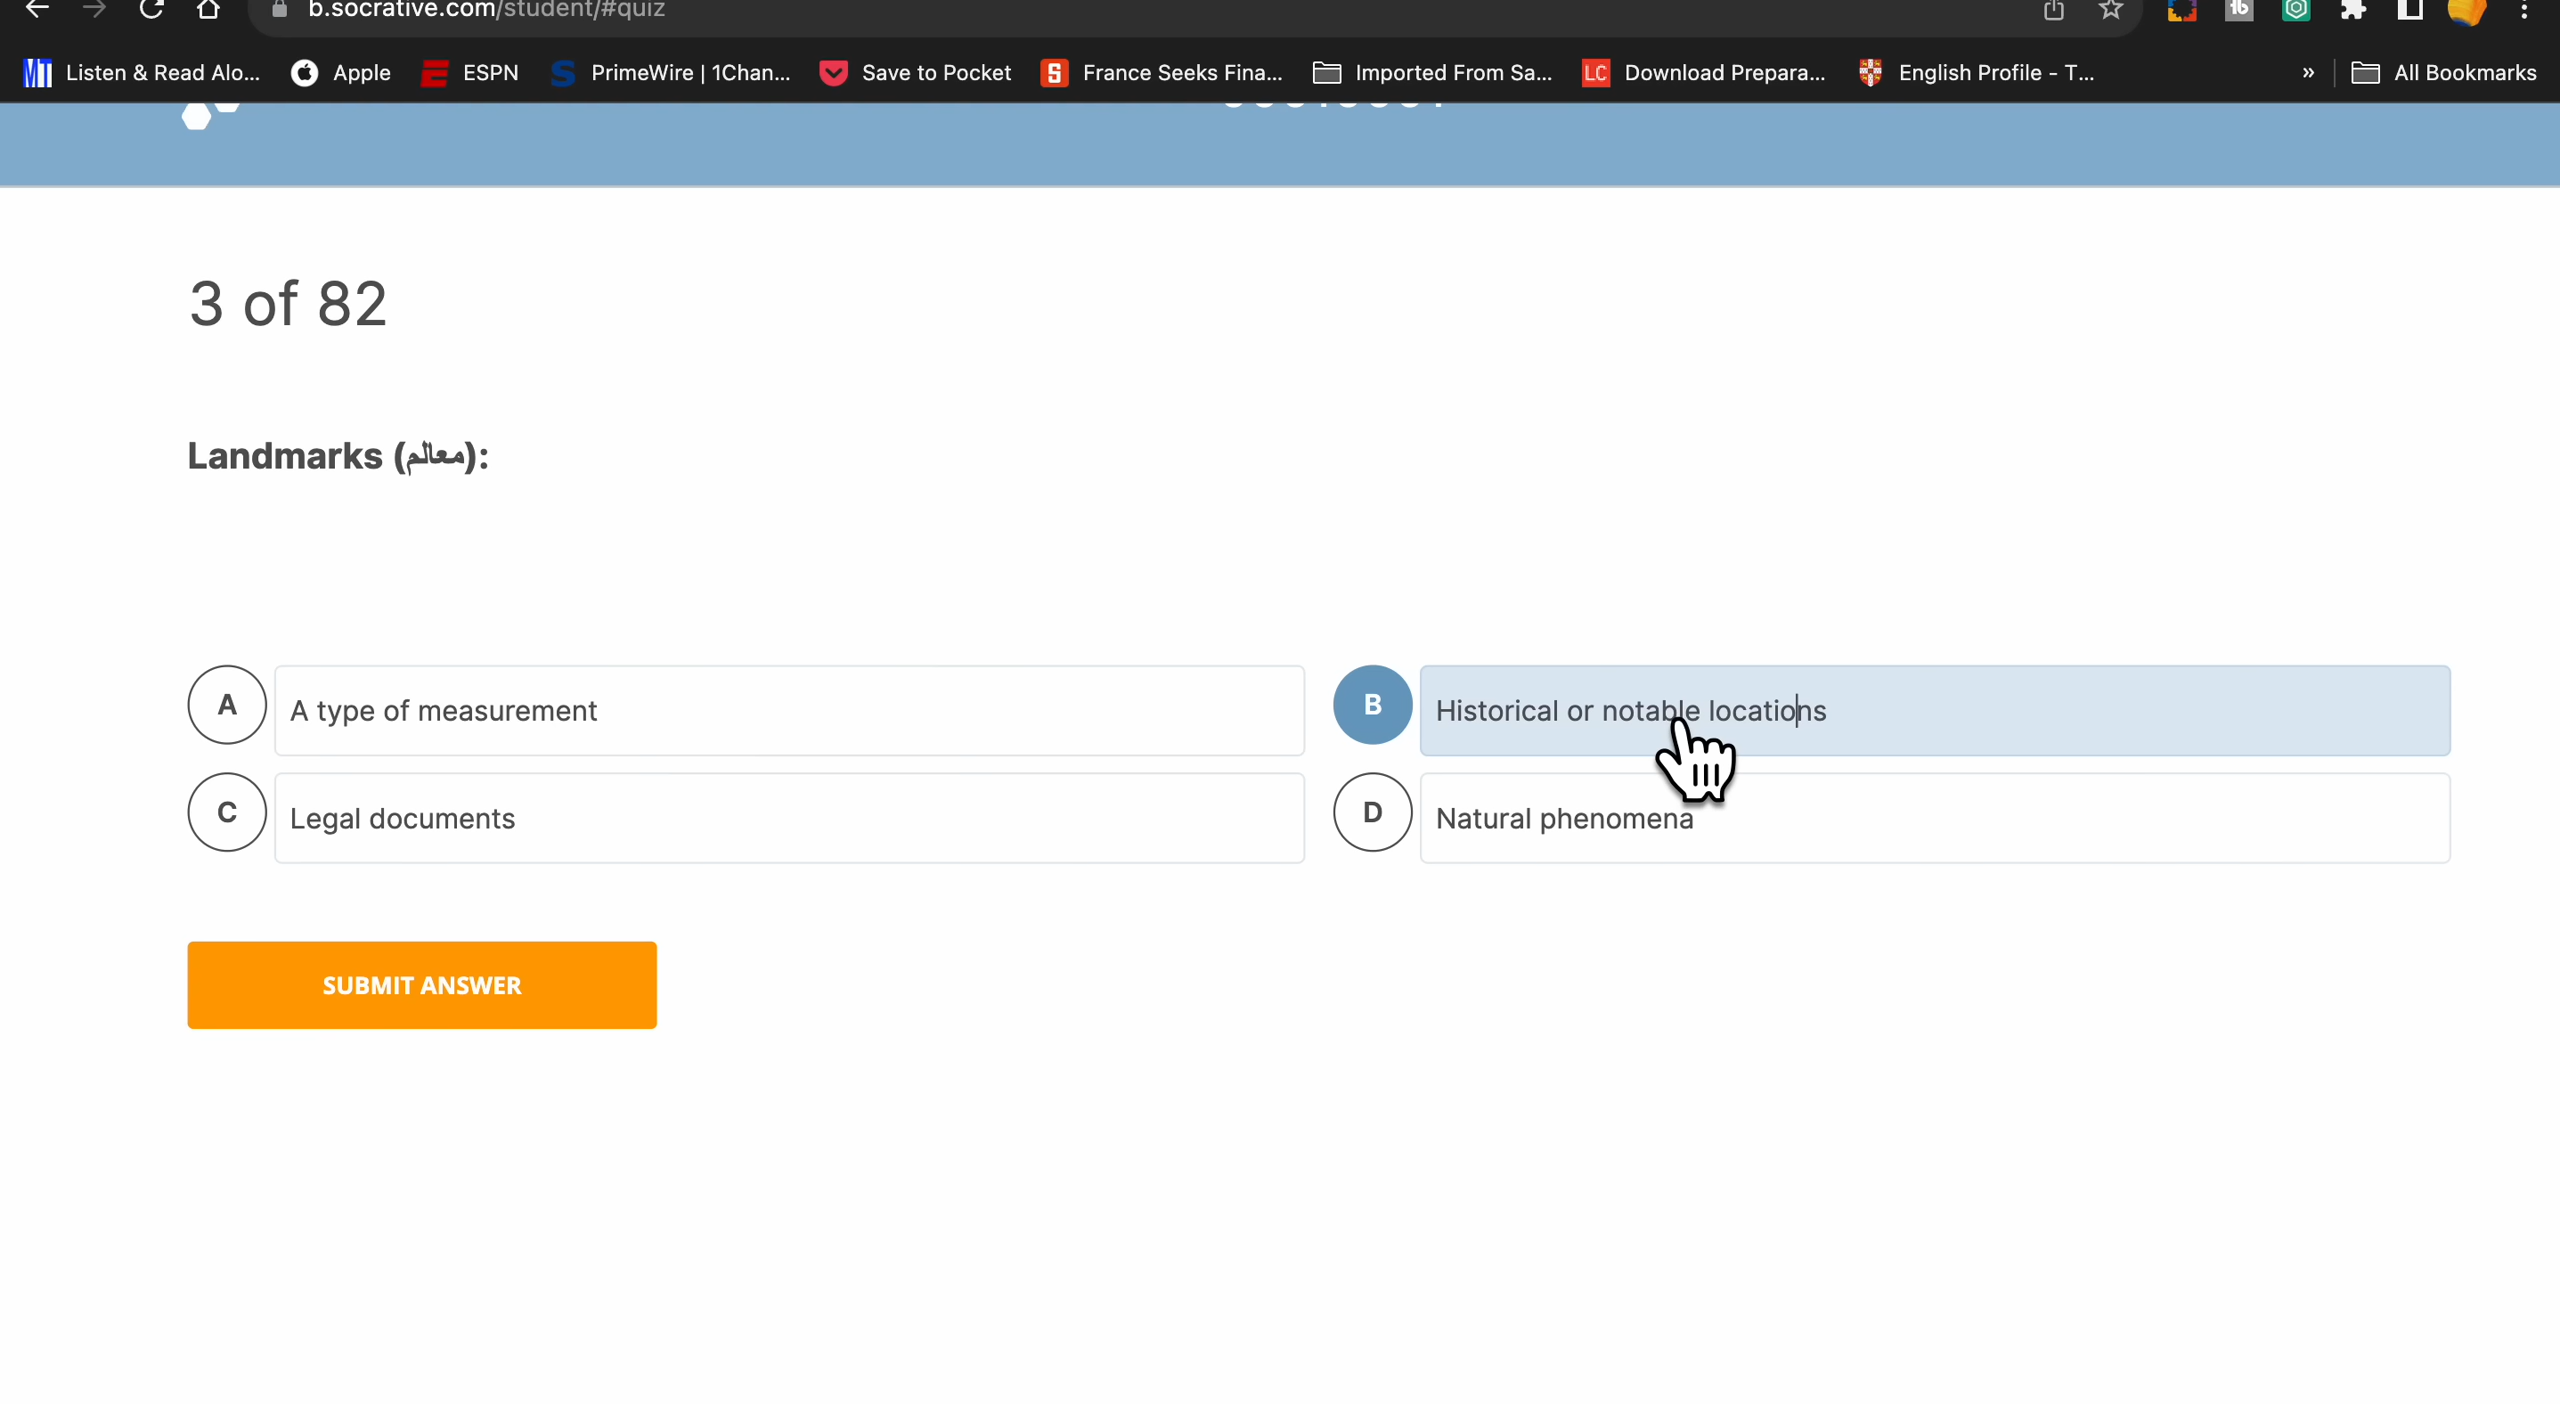 b.socrative.com/student/#quiz
Listen & Read Alo... Apple ESPN PrimeWire | 1Chan... Save to Pocket France Seeks Fina... Imported From Sa... Download Prepara... English Profile - T... » All Bookmarks
3 of 82
Landmarks (معالم):
A A type of measurement
B Historical or notable locations
C Legal documents
D Natural phenomena
SUBMIT ANSWER